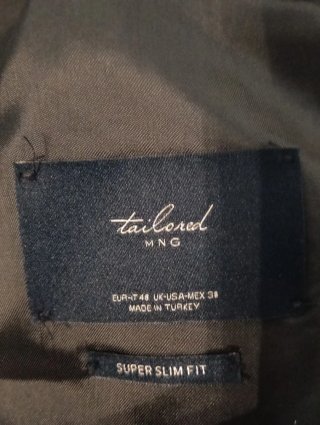 tailored
MNG
EUR-IT 48 UK-USA-MEX 38
MADE IN TURKEY
SUPER SLIM FIT